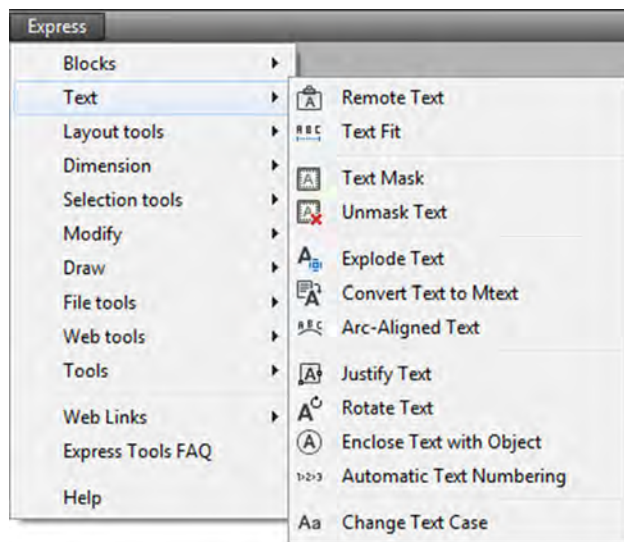 Express
Blocks
Text
Layout tools
Dimension
Selection tools
Modify
Draw
File tools
Web tools
Tools
Web Links
Express Tools FAQ
Help
Remote Text
Text Fit
Text Mask
Unmask Text
Explode Text
Convert Text to Mtext
Arc-Aligned Text
Justify Text
Rotate Text
Enclose Text with Object
Automatic Text Numbering
Aa Change Text Case